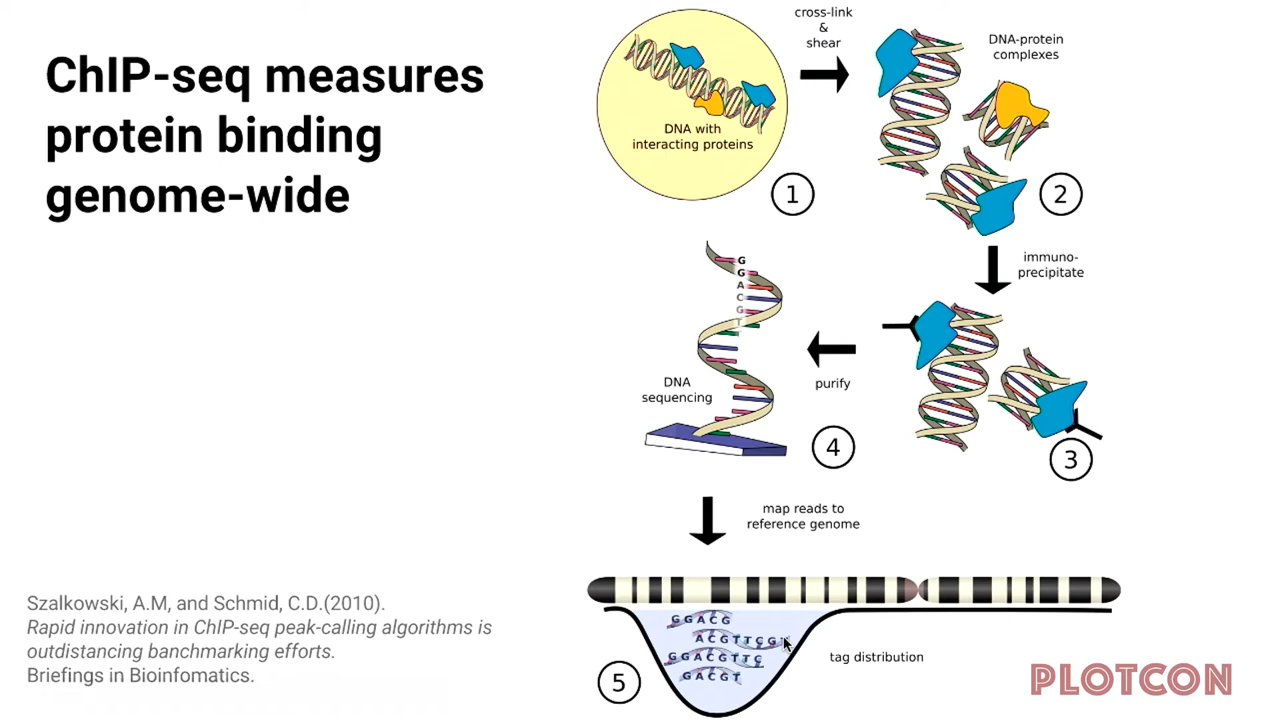 ChIP-seq measures
protein binding
genome-wide
cross-link
&
shear
DNA with
interacting proteins
1
DNA-protein
complexes
2
immuno-
precipitate
3
purify
G
G
A
C
G
T
DNA
sequencing
4
map reads to
reference genome
GGACG
ACGTTCG
GGACGTTC
GACGT
tag distribution
5
Szalkowski, A.M, and Schmid, C.D.(2010).
Rapid innovation in ChIP-seq peak-calling algorithms is
outdistancing banchmarking efforts.
Briefings in Bioinfomatics.
PLOTCON